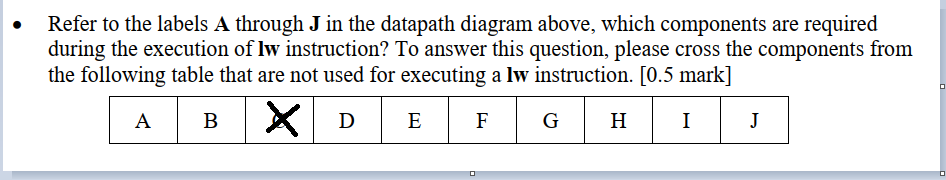 • Refer to the labels A through J in the datapath diagram above, which components are required
during the execution of lw instruction? To answer this question, please cross the components from
the following table that are not used for executing a lw instruction. [0.5 mark]
A B D E F G H I J